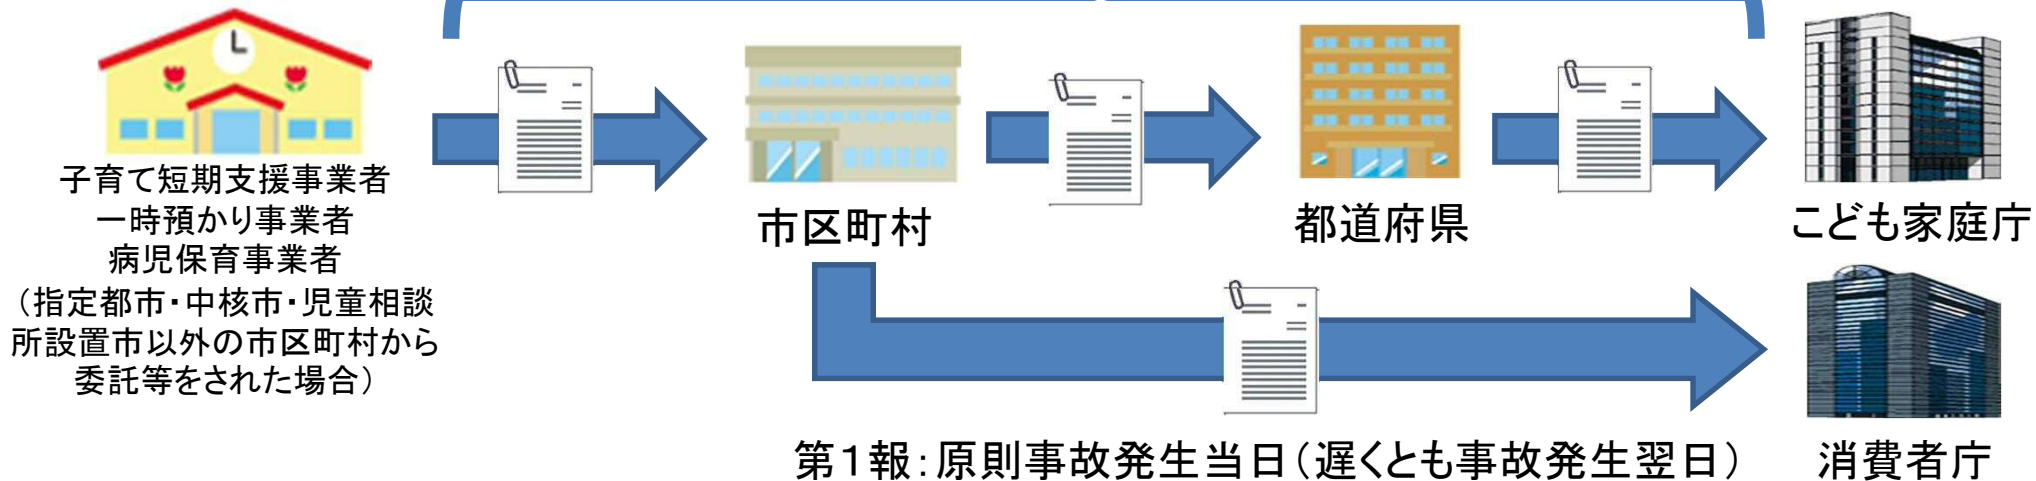 子育て短期支援事業者
一時預かり事業者
病児保育事業者
（指定都市・中核市・児童相談
所設置市以外の市区町村から
委託等をされた場合）
市区町村
都道府県
こども家庭庁
第１報：原則事故発生当日（遅くとも事故発生翌日）
消費者庁